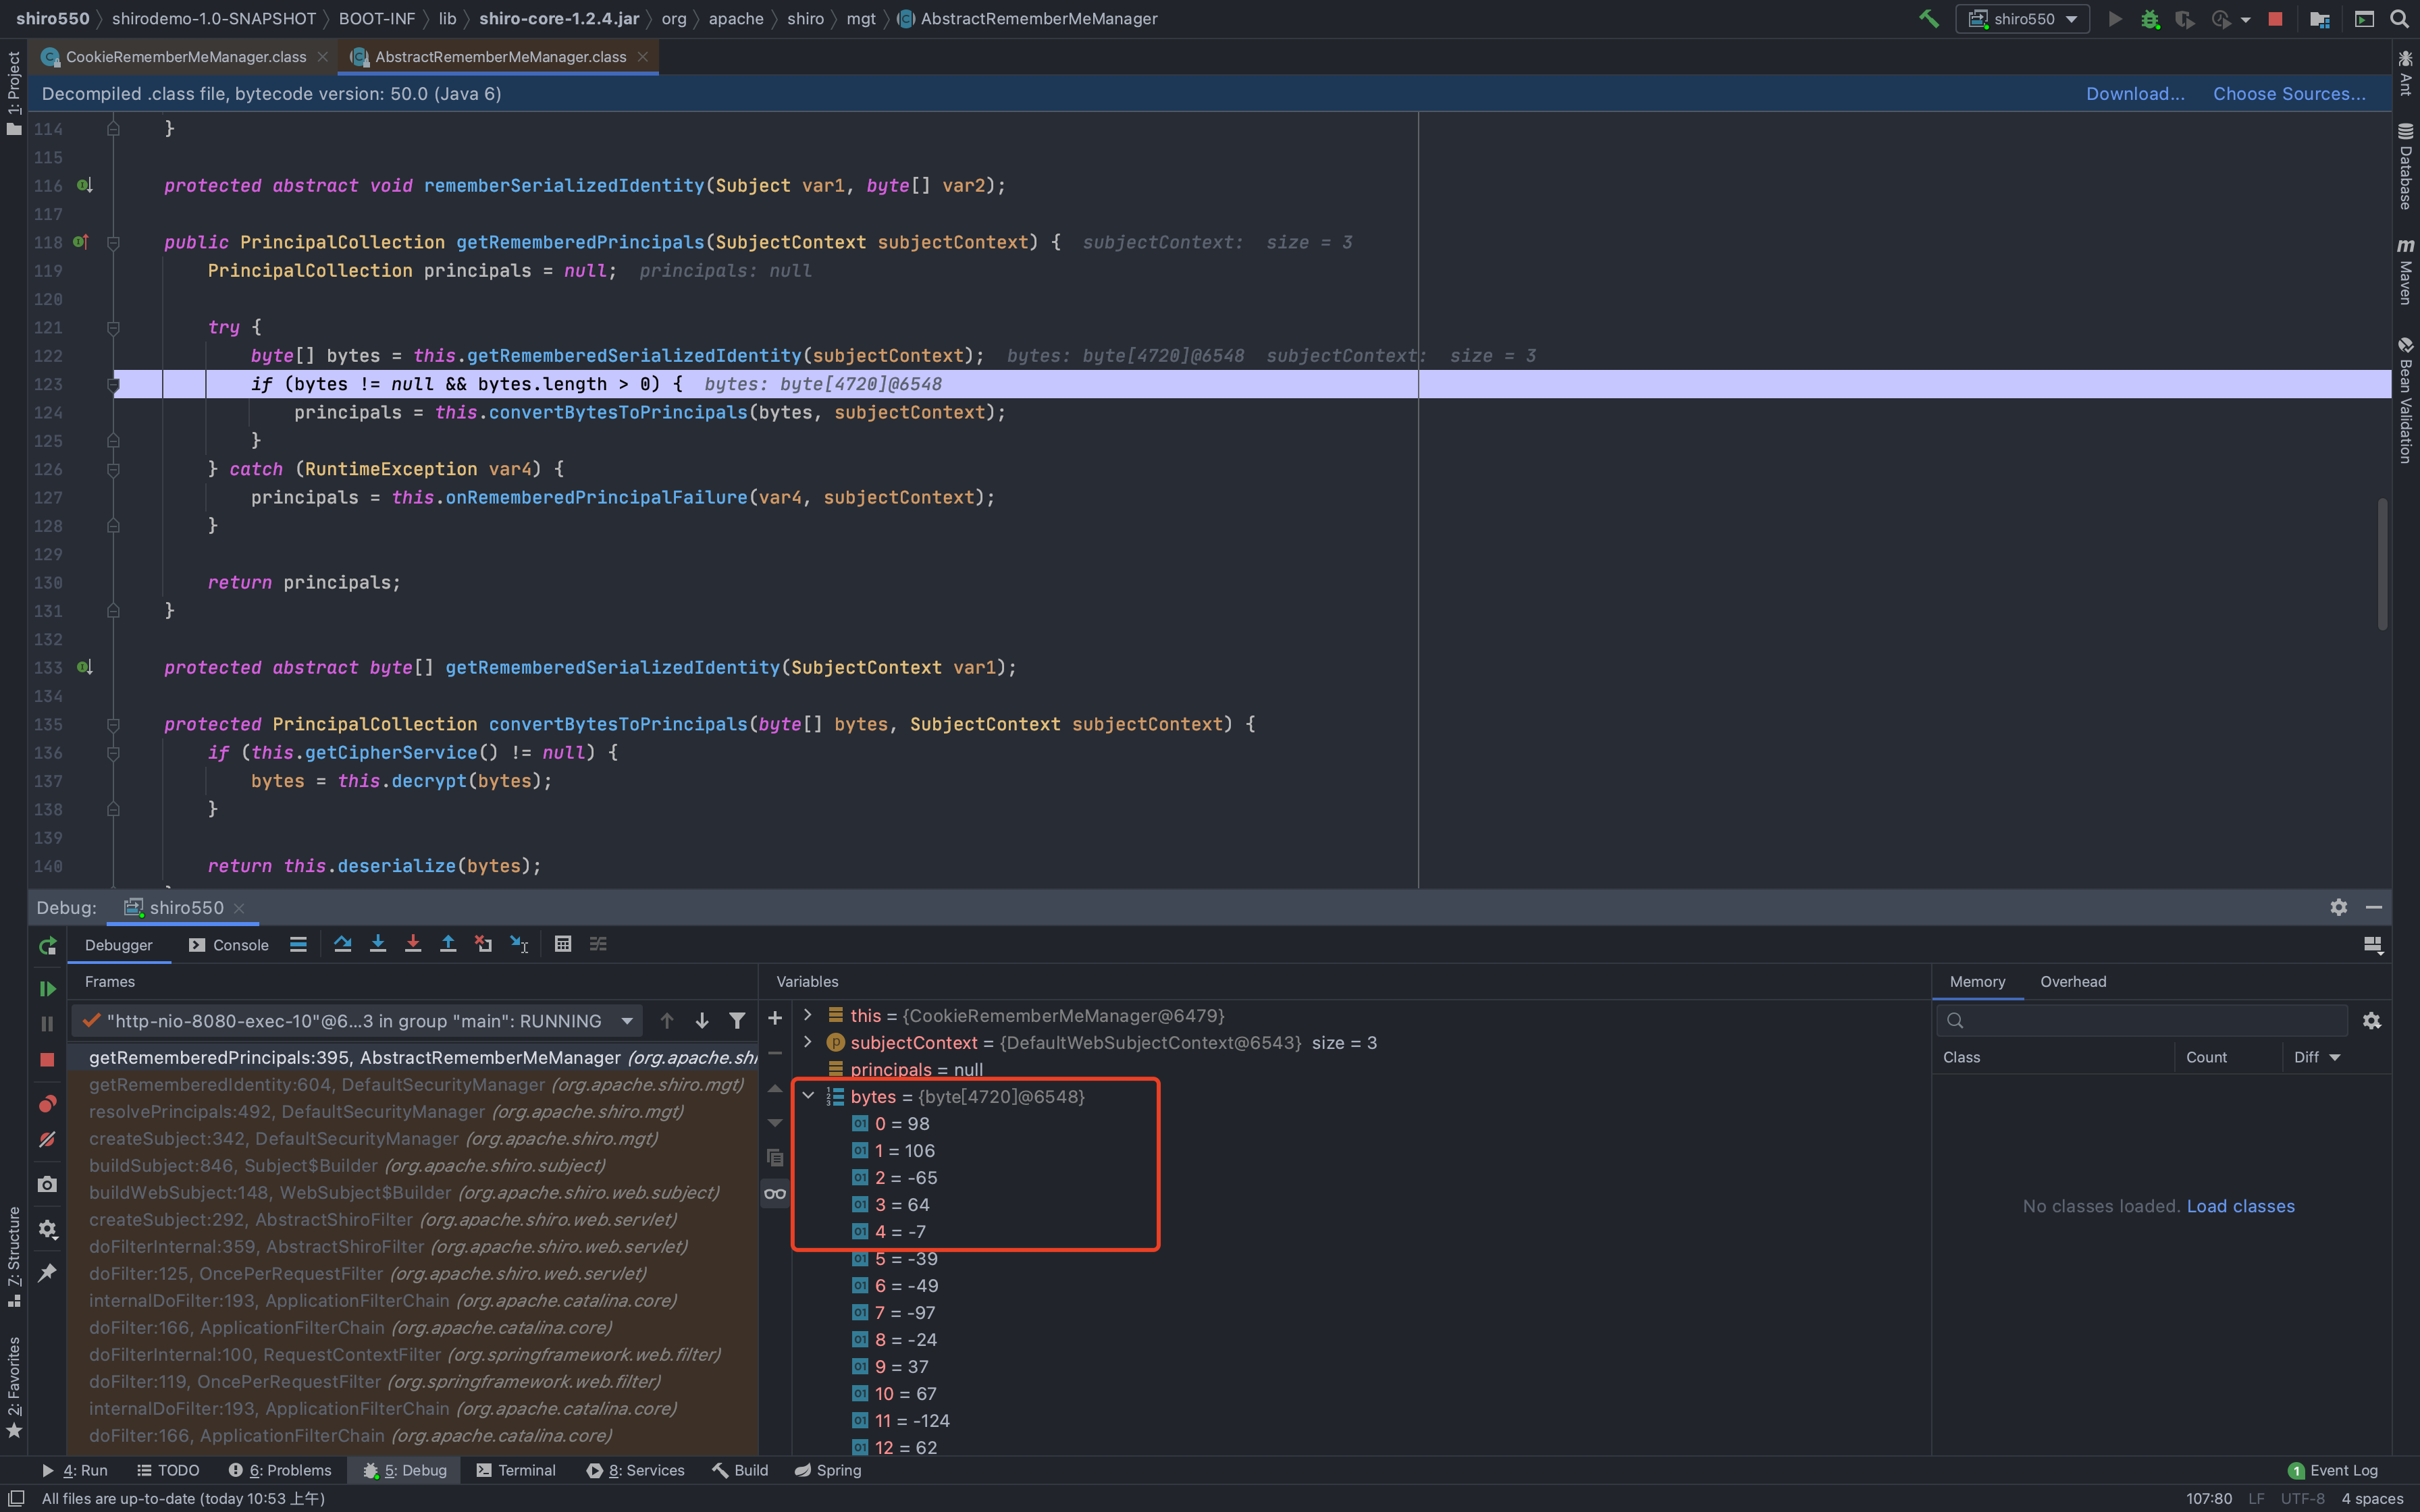 shiro550 〉 shirodemo-1.0-SNAPSHOT 〉 BOOT-INF 〉 lib 〉 shiro-core-1.2.4.jar 〉 org 〉 apache 〉 shiro 〉 mgt 〉 AbstractRememberMeManager
shiro550
CookieRememberMeManager.class
AbstractRememberMeManager.class
Decompiled .class file, bytecode version: 50.0 (Java 6)
Download...
Choose Sources...
1: Project
7: Structure
2: Favorites
Ant
Database
Maven
Bean Validation
114 }
115
116 protected abstract void rememberSerializedIdentity(Subject var1, byte[] var2);
117
118 public PrincipalCollection getRememberedPrincipals(SubjectContext subjectContext) { subjectContext: size = 3
119 PrincipalCollection principals = null; principals: null
120
121 try {
122 byte[] bytes = this.getRememberedSerializedIdentity(subjectContext); bytes: byte[4720]@6548 subjectContext: size = 3
123 if (bytes != null && bytes.length > 0) { bytes: byte[4720]@6548
124 principals = this.convertBytesToPrincipals(bytes, subjectContext);
125 }
126 } catch (RuntimeException var4) {
127 principals = this.onRememberedPrincipalFailure(var4, subjectContext);
128 }
129
130 return principals;
131 }
132
133 protected abstract byte[] getRememberedSerializedIdentity(SubjectContext var1);
134
135 protected PrincipalCollection convertBytesToPrincipals(byte[] bytes, SubjectContext subjectContext) {
136 if (this.getCipherService() != null) {
137 bytes = this.decrypt(bytes);
138 }
139
140 return this.deserialize(bytes);
Debug: shiro550
Debugger
Console
Frames
"http-nio-8080-exec-10"@6...3 in group "main": RUNNING
getRememberedPrincipals:395, AbstractRememberMeManager (org.apache.shi
getRememberedIdentity:604, DefaultSecurityManager (org.apache.shiro.mgt)
resolvePrincipals:492, DefaultSecurityManager (org.apache.shiro.mgt)
createSubject:342, DefaultSecurityManager (org.apache.shiro.mgt)
buildSubject:846, Subject$Builder (org.apache.shiro.subject)
buildWebSubject:148, WebSubject$Builder (org.apache.shiro.web.subject)
createSubject:292, AbstractShiroFilter (org.apache.shiro.web.servlet)
doFilterInternal:359, AbstractShiroFilter (org.apache.shiro.web.servlet)
doFilter:125, OncePerRequestFilter (org.apache.shiro.web.servlet)
internalDoFilter:193, ApplicationFilterChain (org.apache.catalina.core)
doFilter:166, ApplicationFilterChain (org.apache.catalina.core)
doFilterInternal:100, RequestContextFilter (org.springframework.web.filter)
doFilter:119, OncePerRequestFilter (org.springframework.web.filter)
internalDoFilter:193, ApplicationFilterChain (org.apache.catalina.core)
doFilter:166, ApplicationFilterChain (org.apache.catalina.core)
Variables
this = {CookieRememberMeManager@6479}
subjectContext = {DefaultWebSubjectContext@6543} size = 3
principals = null
bytes = {byte[4720]@6548}
0 = 98
1 = 106
2 = -65
3 = 64
4 = -7
5 = -39
6 = -49
7 = -97
8 = -24
9 = 37
10 = 67
11 = -124
12 = 62
Memory
Overhead
Class
Count
Diff
No classes loaded. Load classes
4: Run
TODO
6: Problems
5: Debug
Terminal
8: Services
Build
Spring
1 Event Log
All files are up-to-date (today 10:53 上午)
107:80 LF UTF-8 4 spaces